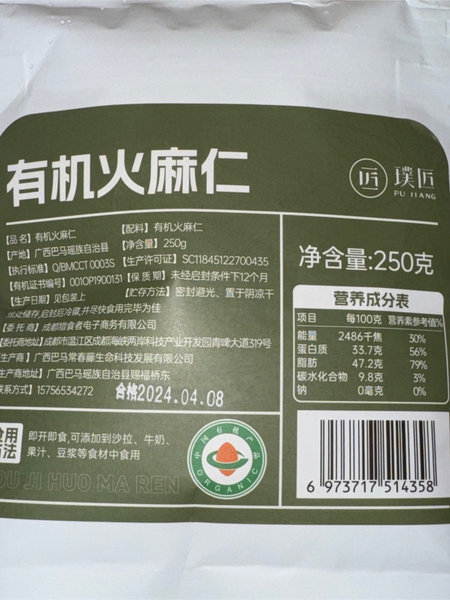 有机火麻仁
匠 璞匠
PU JIANG
【品名】有机火麻仁 【配料】有机火麻仁
【产地】广西巴马瑶族自治县 【净含量】250g
【执行标准】Q/BMCCT 0003S 【生产许可证】SC11845122700435
【有机证书编号】001OP1900131 【保质期】未经启封条件下12个月
【生产日期】见包装上 【贮存方法】密封避光、置于阴凉干
燥处储存,启封后冷藏,并尽快食用完毕为佳
【委托商】成都猎食者电子商务有限公司
委托商地址】成都市温江区成都海峡两岸科技产业开发园青啤大道319号
生产商】广西巴马常春藤生命科技发展有限公司
生产商地址】广西巴马瑶族自治县赐福桥东
联系方式】15756534272
合格2024.04.08
净含量:250克
营养成分表
项目 每100克 营养素参考值%
能量 2486千焦 30%
蛋白质 33.7克 56%
脂肪 47.2克 79%
碳水化合物 9.8克 3%
钠 0毫克 0%
食用
方法
即开即食,可添加到沙拉、牛奶、
果汁、豆浆等食材中食用
中国有机产品
ORGANIC
OU JI HUO MA REN
6 973717 514358